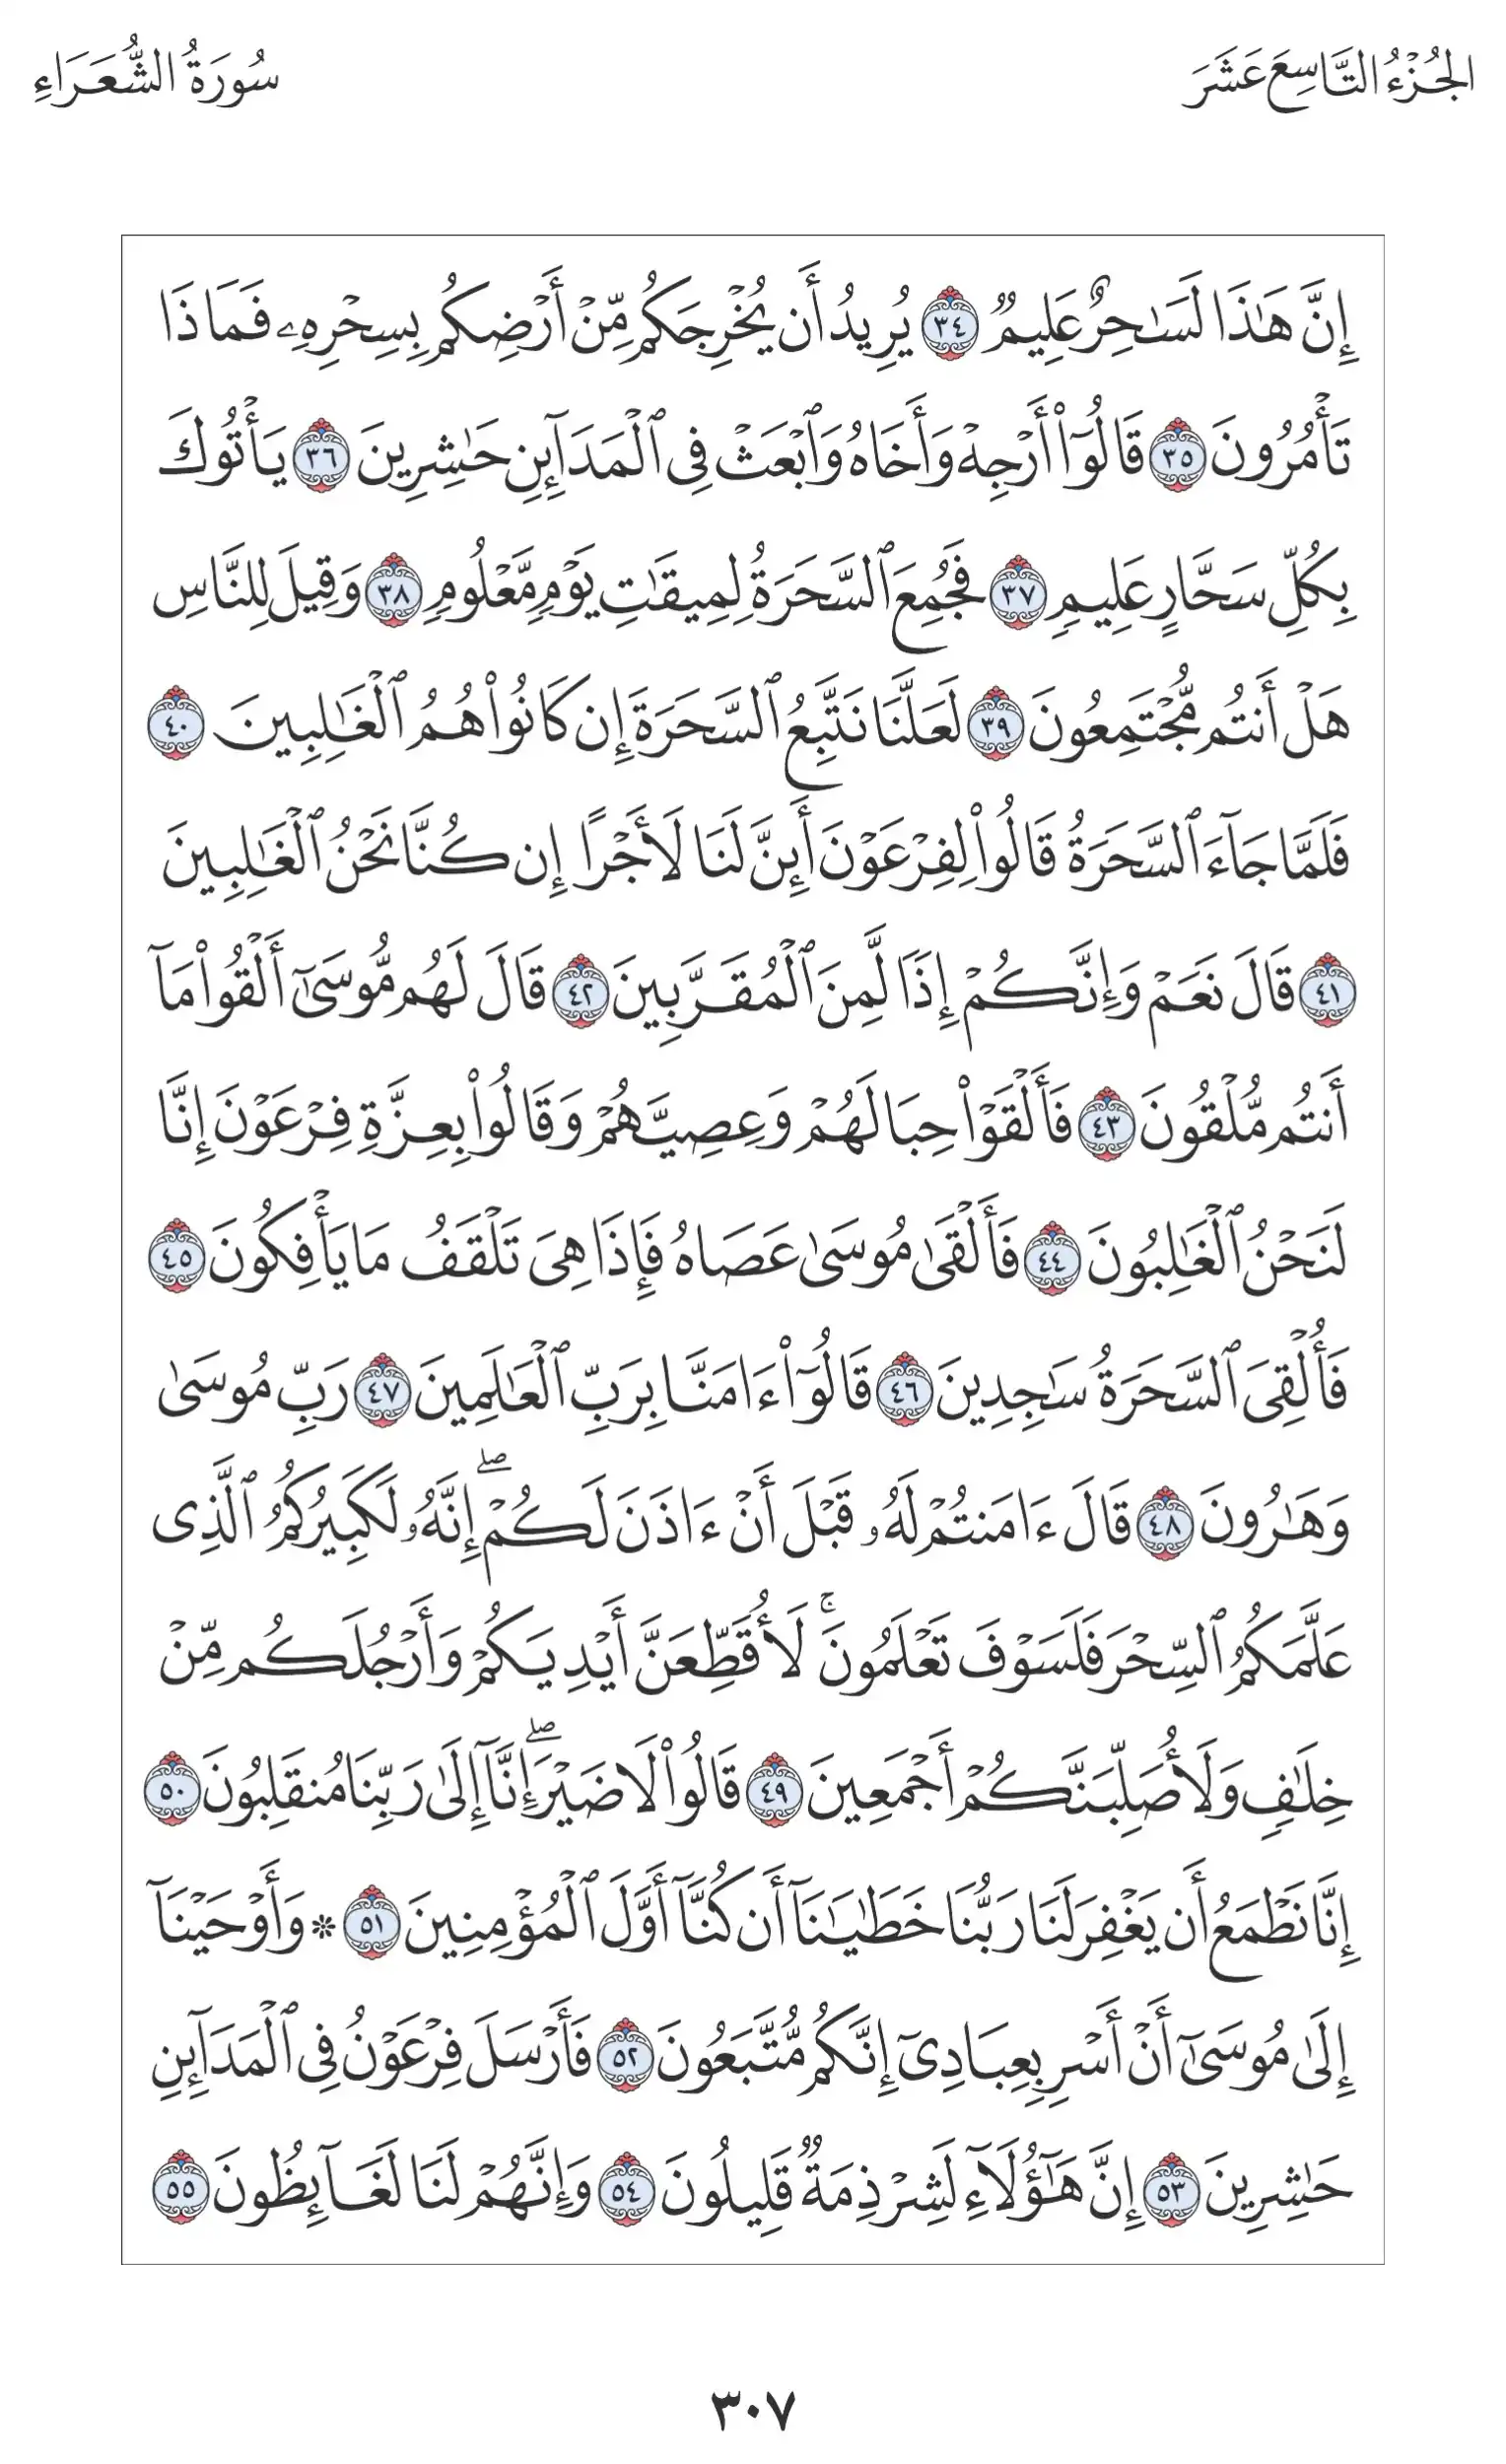 الجُزْءُ التَّاسِعَ عَشَرَ
سُورَةُ الشُّعَرَاءِ
إِنَّ هَٰذَا لَسَٰحِرٌ عَلِيمٌ ٣٤ يُرِيدُ أَن يُخْرِجَكُم مِّنْ أَرْضِكُم بِسِحْرِهِۦ فَمَاذَا
تَأْمُرُونَ ٣٥ قَالُوٓا۟ أَرْجِهْ وَأَخَاهُ وَٱبْعَثْ فِى ٱلْمَدَآئِنِ حَٰشِرِينَ ٣٦ يَأْتُوكَ
بِكُلِّ سَحَّارٍ عَلِيمٍ ٣٧ فَجُمِعَ ٱلسَّحَرَةُ لِمِيقَٰتِ يَوْمٍ مَّعْلُومٍ ٣٨ وَقِيلَ لِلنَّاسِ
هَلْ أَنتُم مُّجْتَمِعُونَ ٣٩ لَعَلَّنَا نَتَّبِعُ ٱلسَّحَرَةَ إِن كَانُوا۟ هُمُ ٱلْغَٰلِبِينَ ٤٠
فَلَمَّا جَآءَ ٱلسَّحَرَةُ قَالُوا۟ لِفِرْعَوْنَ أَئِنَّ لَنَا لَأَجْرًا إِن كُنَّا نَحْنُ ٱلْغَٰلِبِينَ
٤١ قَالَ نَعَمْ وَإِنَّكُمْ إِذًا لَّمِنَ ٱلْمُقَرَّبِينَ ٤٢ قَالَ لَهُم مُّوسَىٰٓ أَلْقُوا۟ مَآ
أَنتُم مُّلْقُونَ ٤٣ فَأَلْقَوْا۟ حِبَالَهُمْ وَعِصِيَّهُمْ وَقَالُوا۟ بِعِزَّةِ فِرْعَوْنَ إِنَّا
لَنَحْنُ ٱلْغَٰلِبُونَ ٤٤ فَأَلْقَىٰ مُوسَىٰ عَصَاهُ فَإِذَا هِىَ تَلْقَفُ مَا يَأْفِكُونَ ٤٥
فَأُلْقِىَ ٱلسَّحَرَةُ سَٰجِدِينَ ٤٦ قَالُوٓا۟ ءَامَنَّا بِرَبِّ ٱلْعَٰلَمِينَ ٤٧ رَبِّ مُوسَىٰ
وَهَٰرُونَ ٤٨ قَالَ ءَامَنتُمْ لَهُۥ قَبْلَ أَنْ ءَاذَنَ لَكُمْ ۖ إِنَّهُۥ لَكَبِيرُكُمُ ٱلَّذِى
عَلَّمَكُمُ ٱلسِّحْرَ فَلَسَوْفَ تَعْلَمُونَ ۚ لَأُقَطِّعَنَّ أَيْدِيَكُمْ وَأَرْجُلَكُم مِّنْ
خِلَٰفٍ وَلَأُصَلِّبَنَّكُمْ أَجْمَعِينَ ٤٩ قَالُوا۟ لَا ضَيْرَ ۖ إِنَّآ إِلَىٰ رَبِّنَا مُنقَلِبُونَ ٥٠
إِنَّا نَطْمَعُ أَن يَغْفِرَ لَنَا رَبُّنَا خَطَٰيَٰنَآ أَن كُنَّآ أَوَّلَ ٱلْمُؤْمِنِينَ ٥١ * وَأَوْحَيْنَآ
إِلَىٰ مُوسَىٰٓ أَنْ أَسْرِ بِعِبَادِىٓ إِنَّكُم مُّتَّبَعُونَ ٥٢ فَأَرْسَلَ فِرْعَوْنُ فِى ٱلْمَدَآئِنِ
حَٰشِرِينَ ٥٣ إِنَّ هَٰٓؤُلَآءِ لَشِرْذِمَةٌ قَلِيلُونَ ٥٤ وَإِنَّهُمْ لَنَا لَغَآئِظُونَ ٥٥
٣٠٧